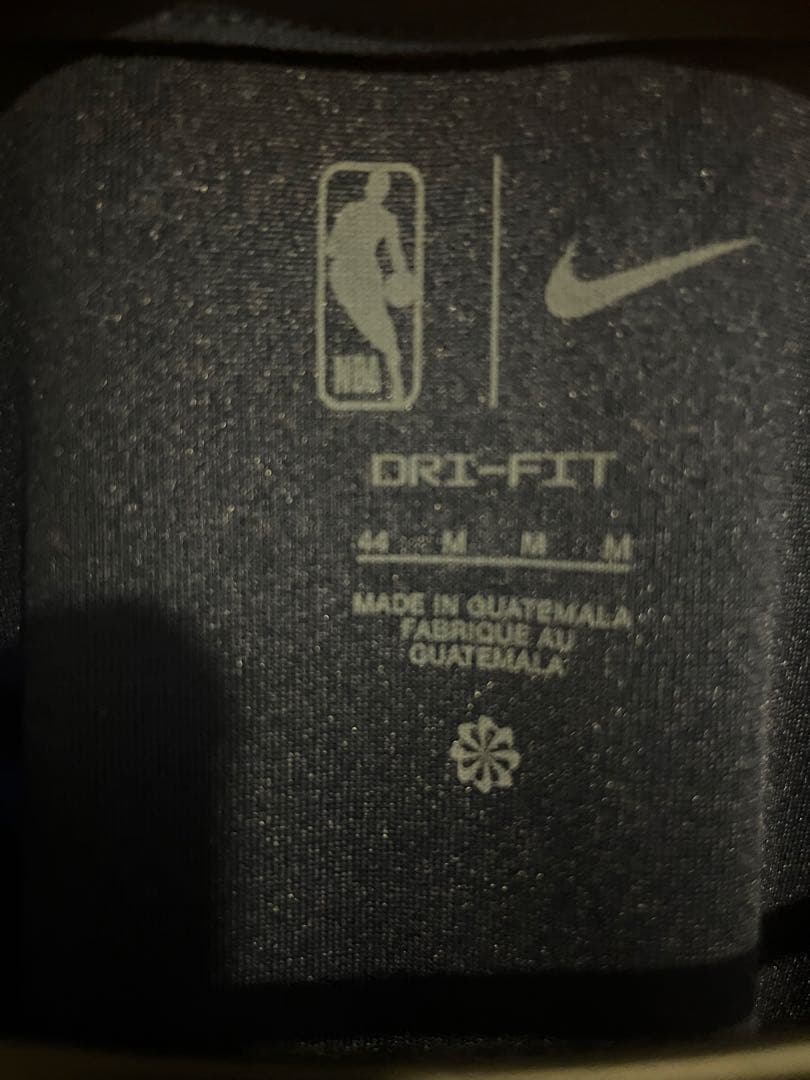 NBA
DRI-FIT
44 M M M
MADE IN GUATEMALA
FABRIQUE AU
GUATEMALA